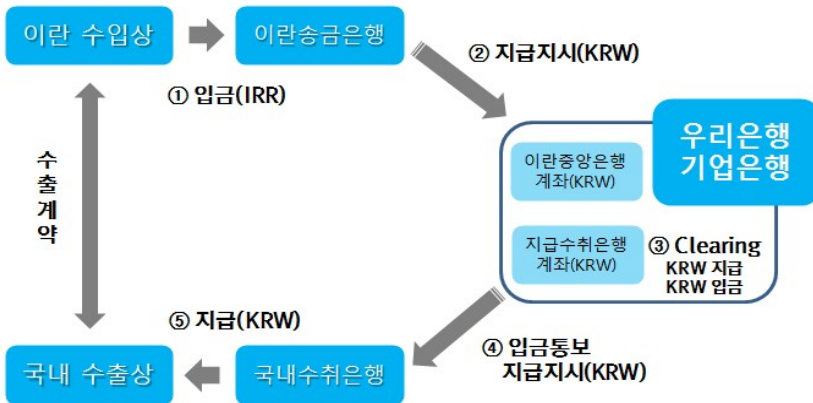 이란 수입상
이란송금은행
① 입금(IRR)
② 지급지시(KRW)
우리은행
기업은행
이란중앙은행
계좌(KRW)
지급수취은행
계좌(KRW)
③ Clearing
KRW 지급
KRW 입금
수출계약
④ 입금통보
지급지시(KRW)
⑤ 지급(KRW)
국내수취은행
국내 수출상